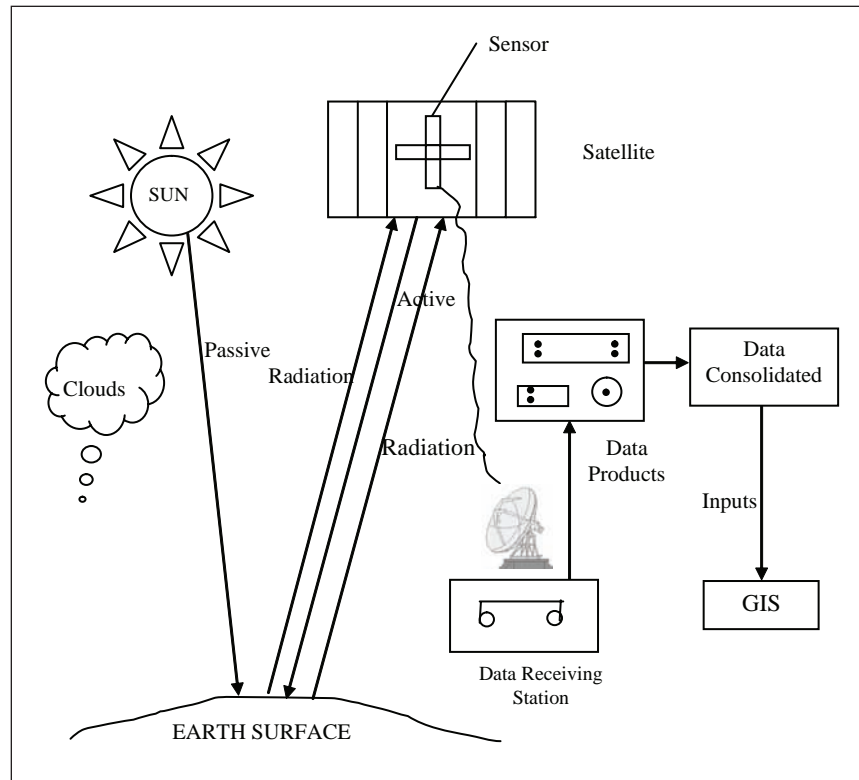 Sensor
Satellite
SUN
Active
Passive
Radiation
Clouds
Data
Consolidated
Radiation
Data
Products
Inputs
GIS
Data Receiving
Station
EARTH SURFACE